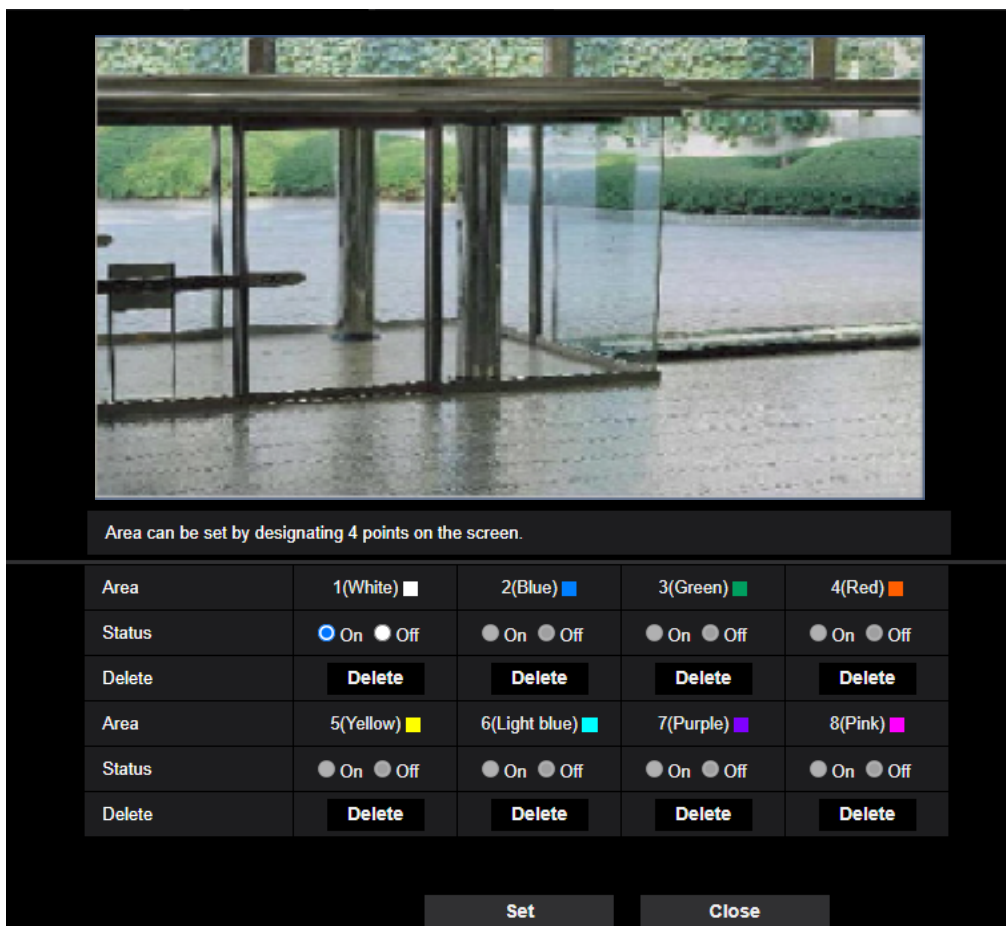 Area can be set by designating 4 points on the screen.
Area 1(White) 2(Blue) 3(Green) 4(Red)
Status On Off On Off On Off On Off
Delete Delete Delete Delete Delete
Area 5(Yellow) 6(Light blue) 7(Purple) 8(Pink)
Status On Off On Off On Off On Off
Delete Delete Delete Delete Delete
Set Close